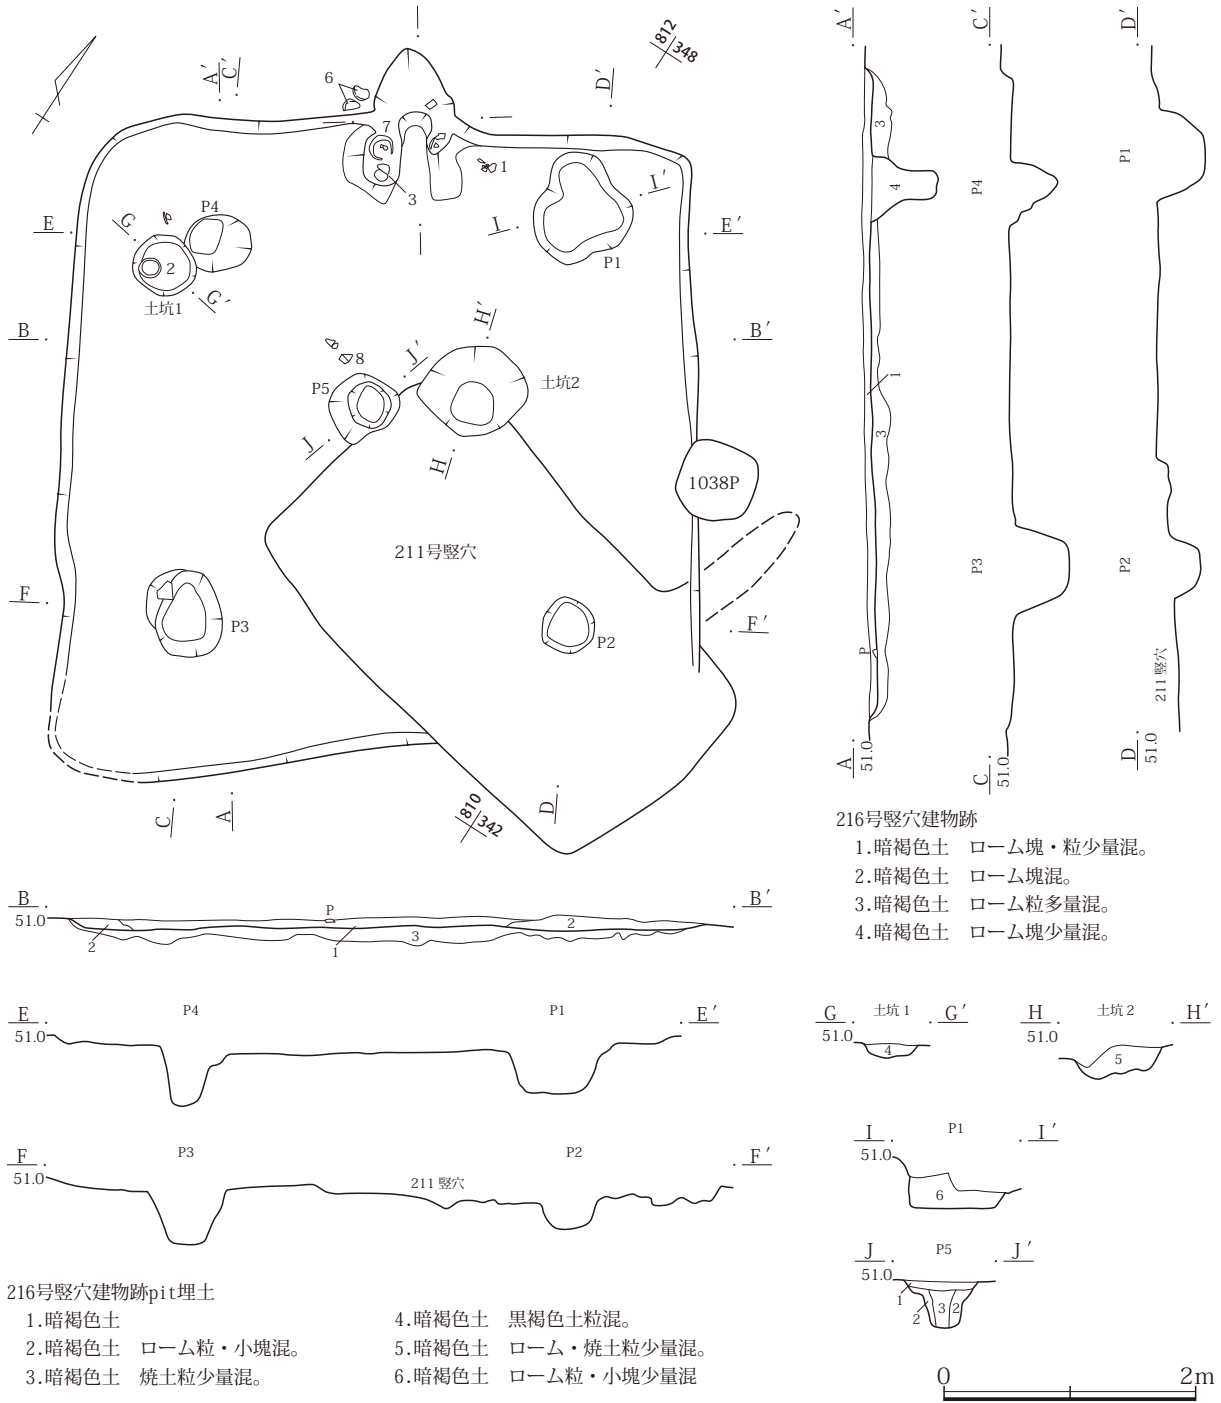 A′
C′
D′
812
348
6
A′
C′
D′
7
8
1
3
3
4
P4
P1
I′
I
P1
E
E′
G
P4
2
G′
土坑1
B
B′
H′
8
J′
P5
土坑2
J
H
1
3
1038P
211号竪穴
P3
P2
F
F′
P3
P2
P
211 竪穴
A
51.0
C
51.0
D
51.0
C
A
D
810
342
216号竪穴建物跡
1.暗褐色土 ローム塊・粒少量混。
2.暗褐色土 ローム塊混。
3.暗褐色土 ローム粒多量混。
4.暗褐色土 ローム塊少量混。
B
B′
51.0
P
2
1
3
2
E
E′
51.0
P4
P1
G
G′
51.0
土坑 1
4
H
H′
51.0
土坑 2
5
F
F′
51.0
P3
P2
211 竪穴
I
I′
51.0
P1
6
J
J′
51.0
P5
1
2
3
2
216号竪穴建物跡pit埋土
1.暗褐色土
2.暗褐色土 ローム粒・小塊混。
3.暗褐色土 焼土粒少量混。
4.暗褐色土 黒褐色土粒混。
5.暗褐色土 ローム・焼土粒少量混。
6.暗褐色土 ローム粒・小塊少量混
0
2m